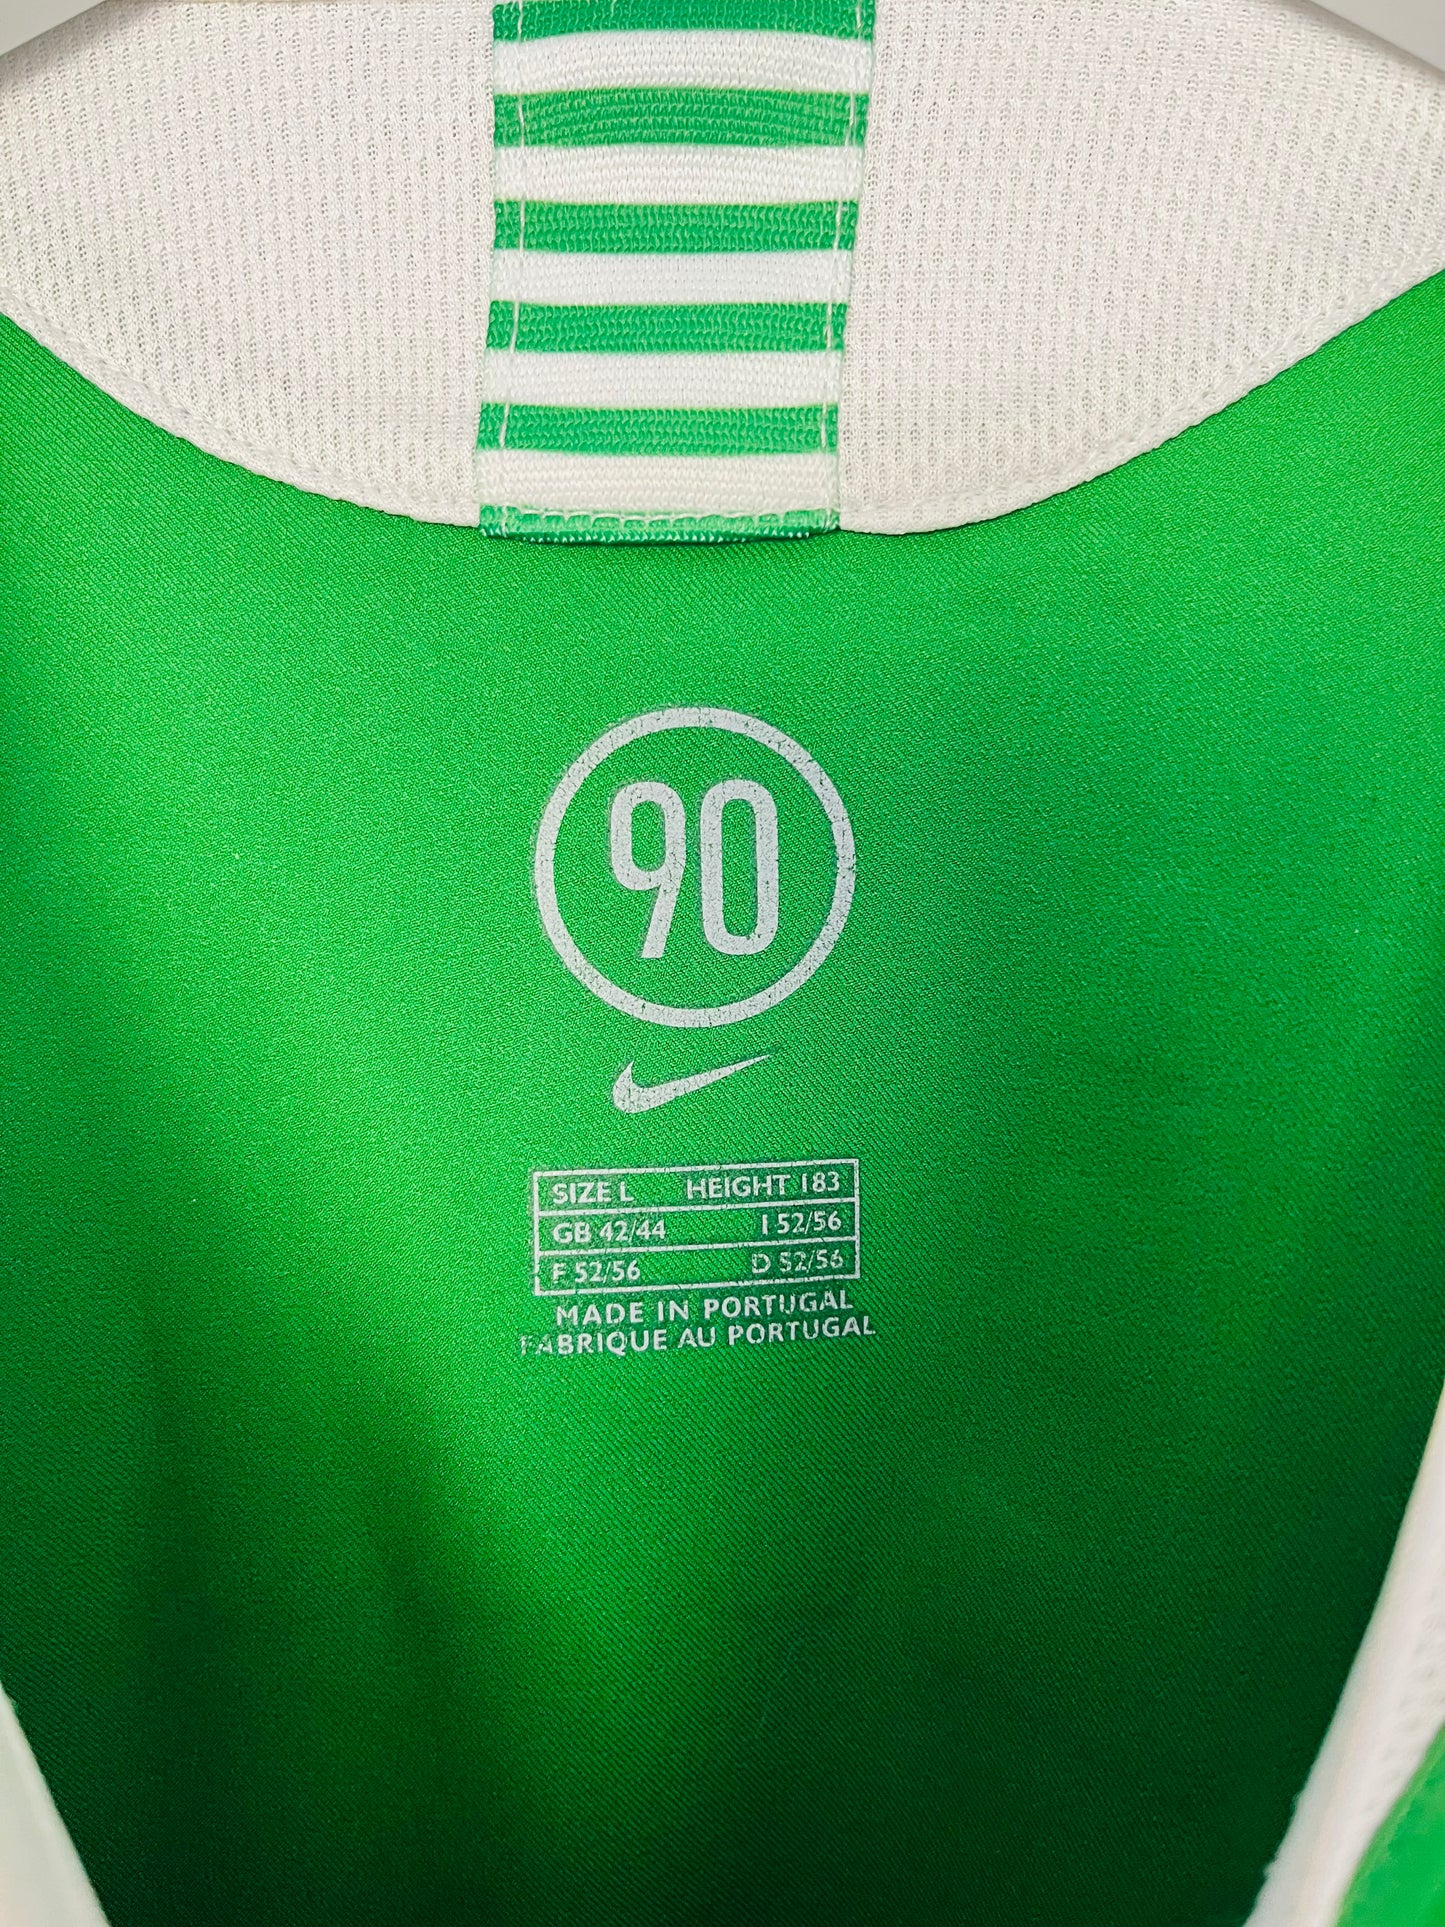 90
SIZE L HEIGHT 183
GB 42/44 I 52/56
F 52/56 D 52/56
MADE IN PORTUGAL
FABRIQUE AU PORTUGAL